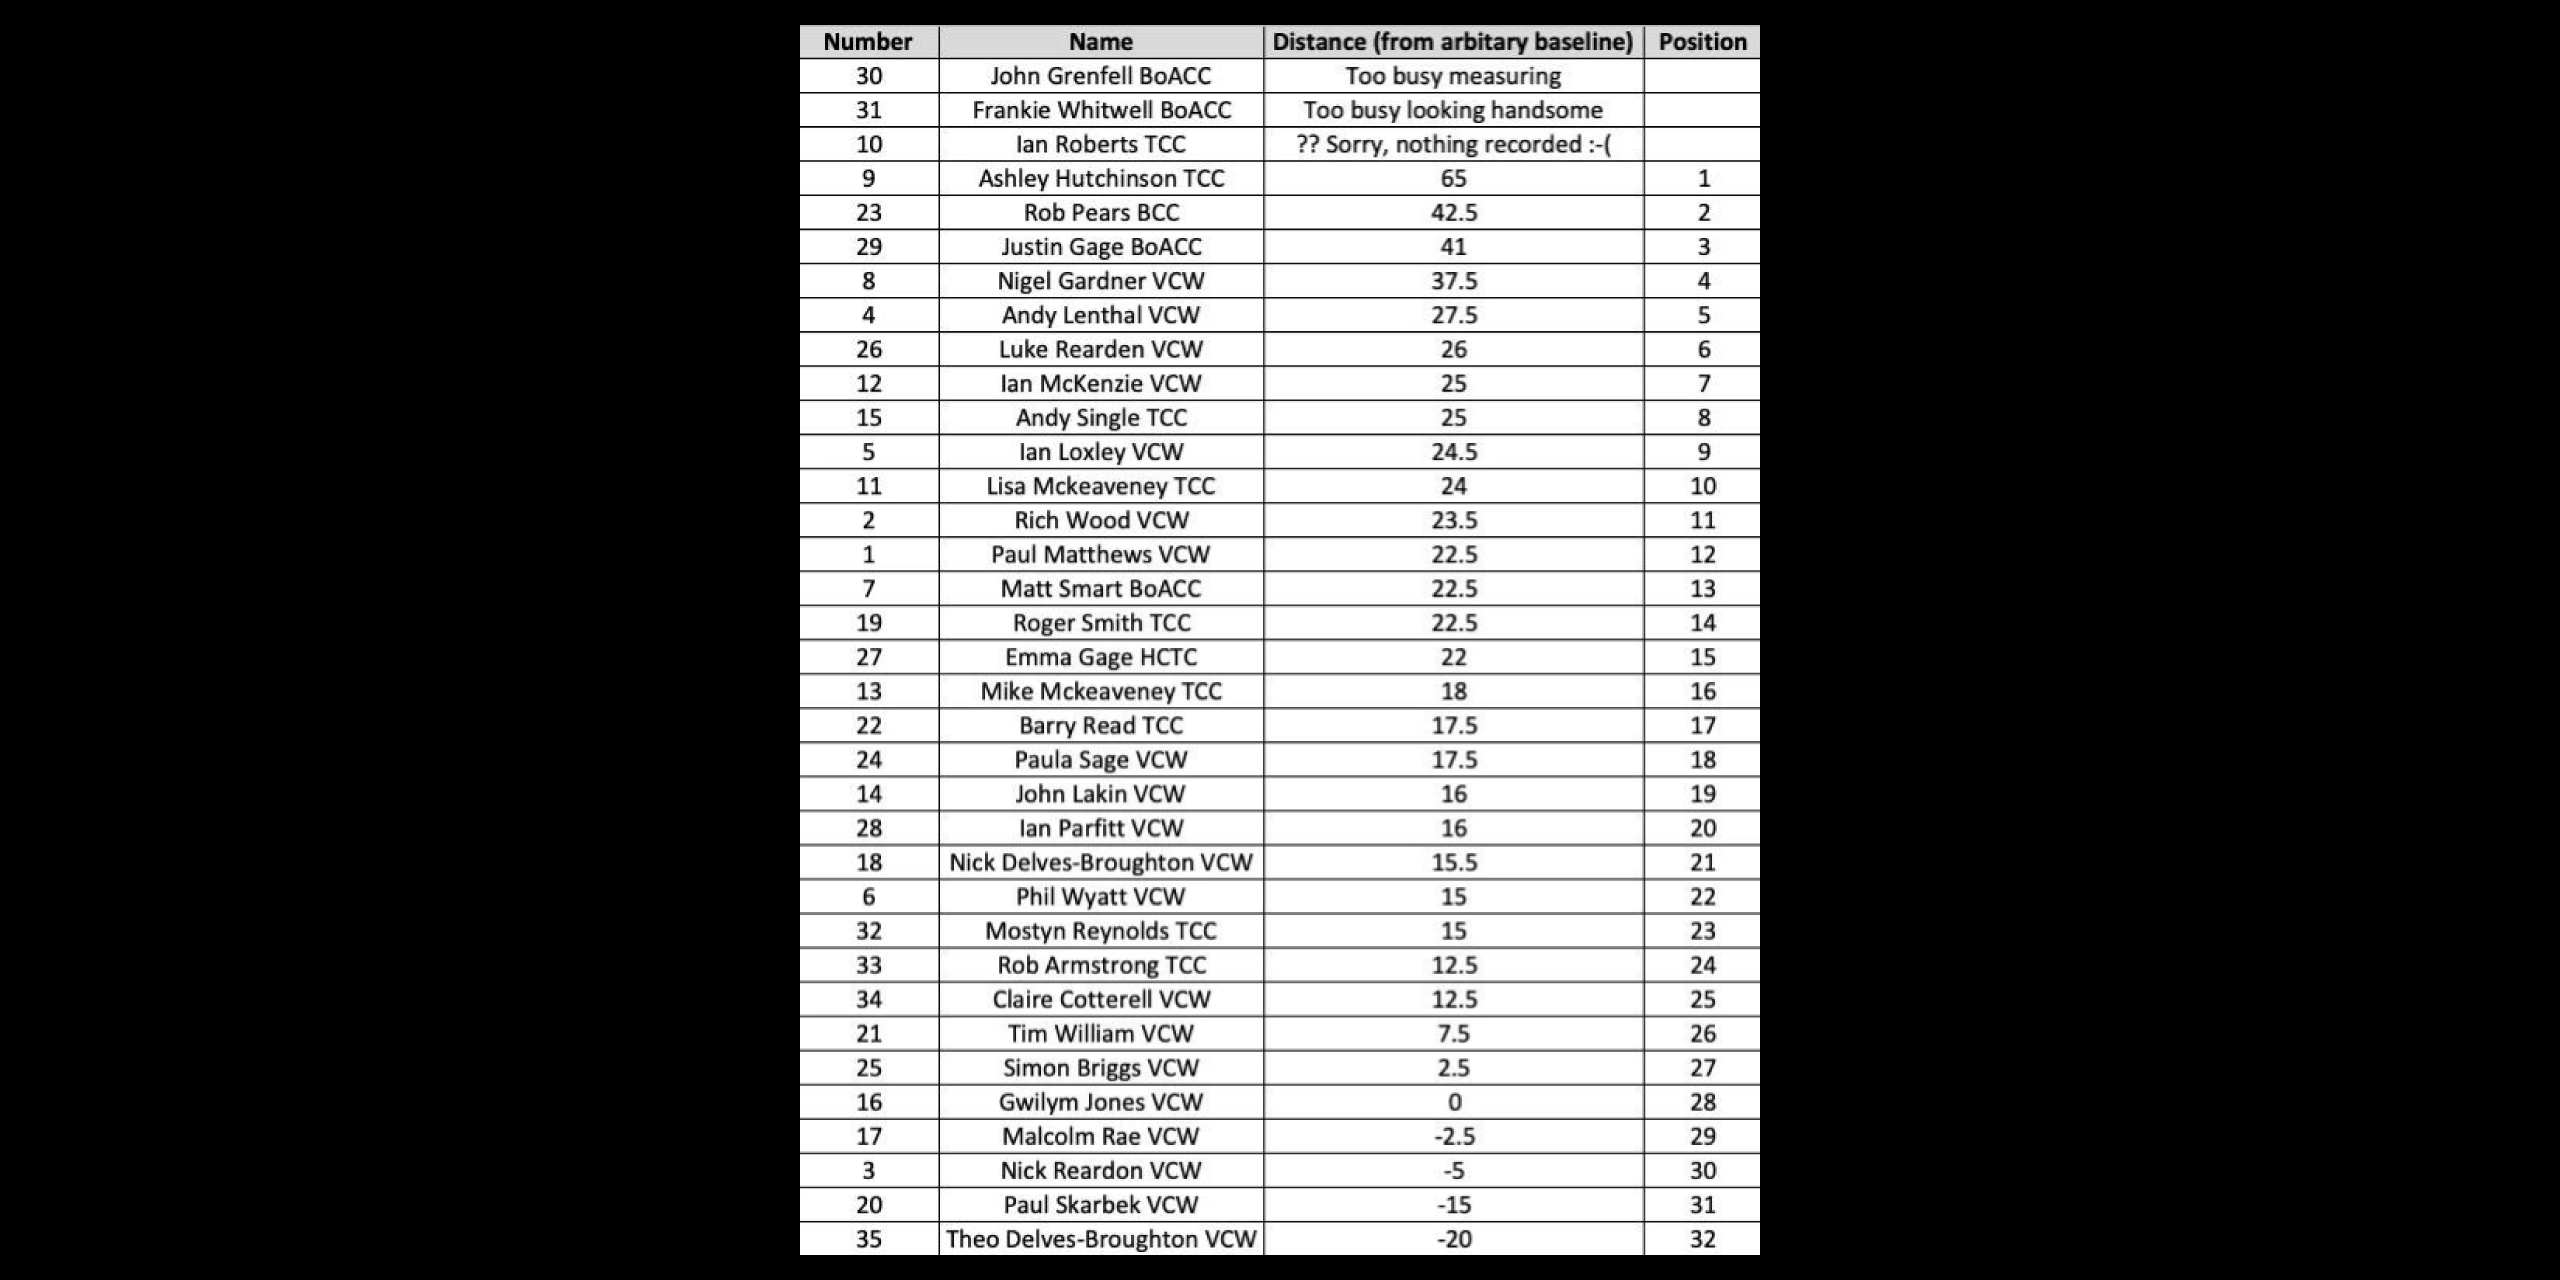 Number Name Distance (from arbitary baseline) Position
30 John Grenfell BoACC Too busy measuring
31 Frankie Whitwell BoACC Too busy looking handsome
10 Ian Roberts TCC ?? Sorry, nothing recorded :-(
9 Ashley Hutchinson TCC 65 1
23 Rob Pears BCC 42.5 2
29 Justin Gage BoACC 41 3
8 Nigel Gardner VCW 37.5 4
4 Andy Lenthal VCW 27.5 5
26 Luke Rearden VCW 26 6
12 Ian McKenzie VCW 25 7
15 Andy Single TCC 25 8
5 Ian Loxley VCW 24.5 9
11 Lisa Mckeaveney TCC 24 10
2 Rich Wood VCW 23.5 11
1 Paul Matthews VCW 22.5 12
7 Matt Smart BoACC 22.5 13
19 Roger Smith TCC 22.5 14
27 Emma Gage HCTC 22 15
13 Mike Mckeaveney TCC 18 16
22 Barry Read TCC 17.5 17
24 Paula Sage VCW 17.5 18
14 John Lakin VCW 16 19
28 Ian Parfitt VCW 16 20
18 Nick Delves-Broughton VCW 15.5 21
6 Phil Wyatt VCW 15 22
32 Mostyn Reynolds TCC 15 23
33 Rob Armstrong TCC 12.5 24
34 Claire Cotterell VCW 12.5 25
21 Tim William VCW 7.5 26
25 Simon Briggs VCW 2.5 27
16 Gwilym Jones VCW 0 28
17 Malcolm Rae VCW -2.5 29
3 Nick Reardon VCW -5 30
20 Paul Skarbek VCW -15 31
35 Theo Delves-Broughton VCW -20 32